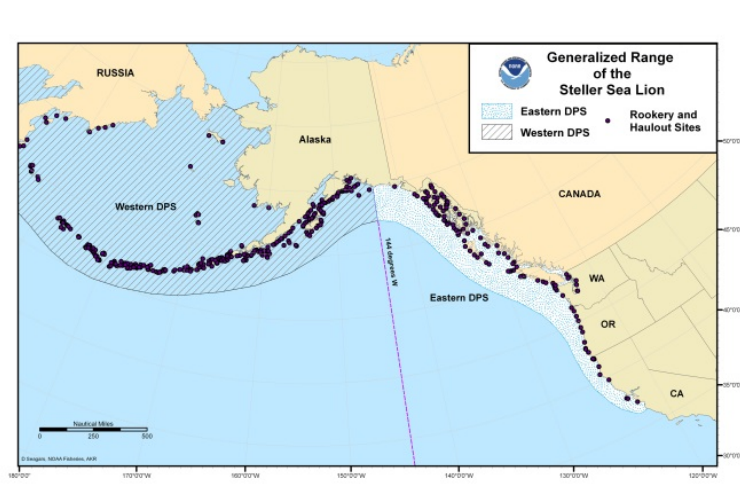 Generalized Range
of the
Steller Sea Lion
Eastern DPS
Western DPS
Rookery and
Haulout Sites
RUSSIA
Alaska
CANADA
Western DPS
144 degrees W
Eastern DPS
WA
OR
CA
Nautical Miles
0 250 500
180°0'0" 170°0'0"W 160°0'0"W 150°0'0"W 140°0'0"W 130°0'0"W 120°0'0"W